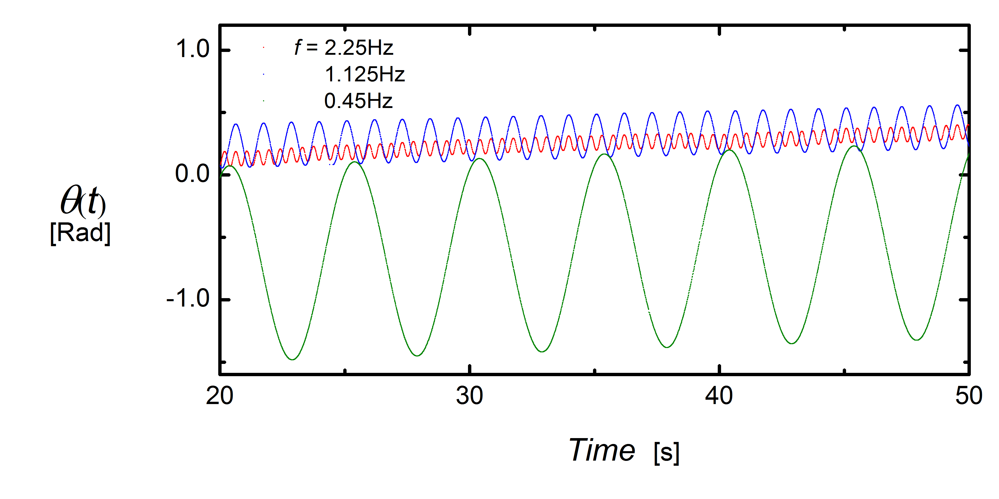 f = 2.25Hz
1.125Hz
0.45Hz
1.0
0.0
-1.0
θ(t)
[Rad]
20 30 40 50
Time [s]